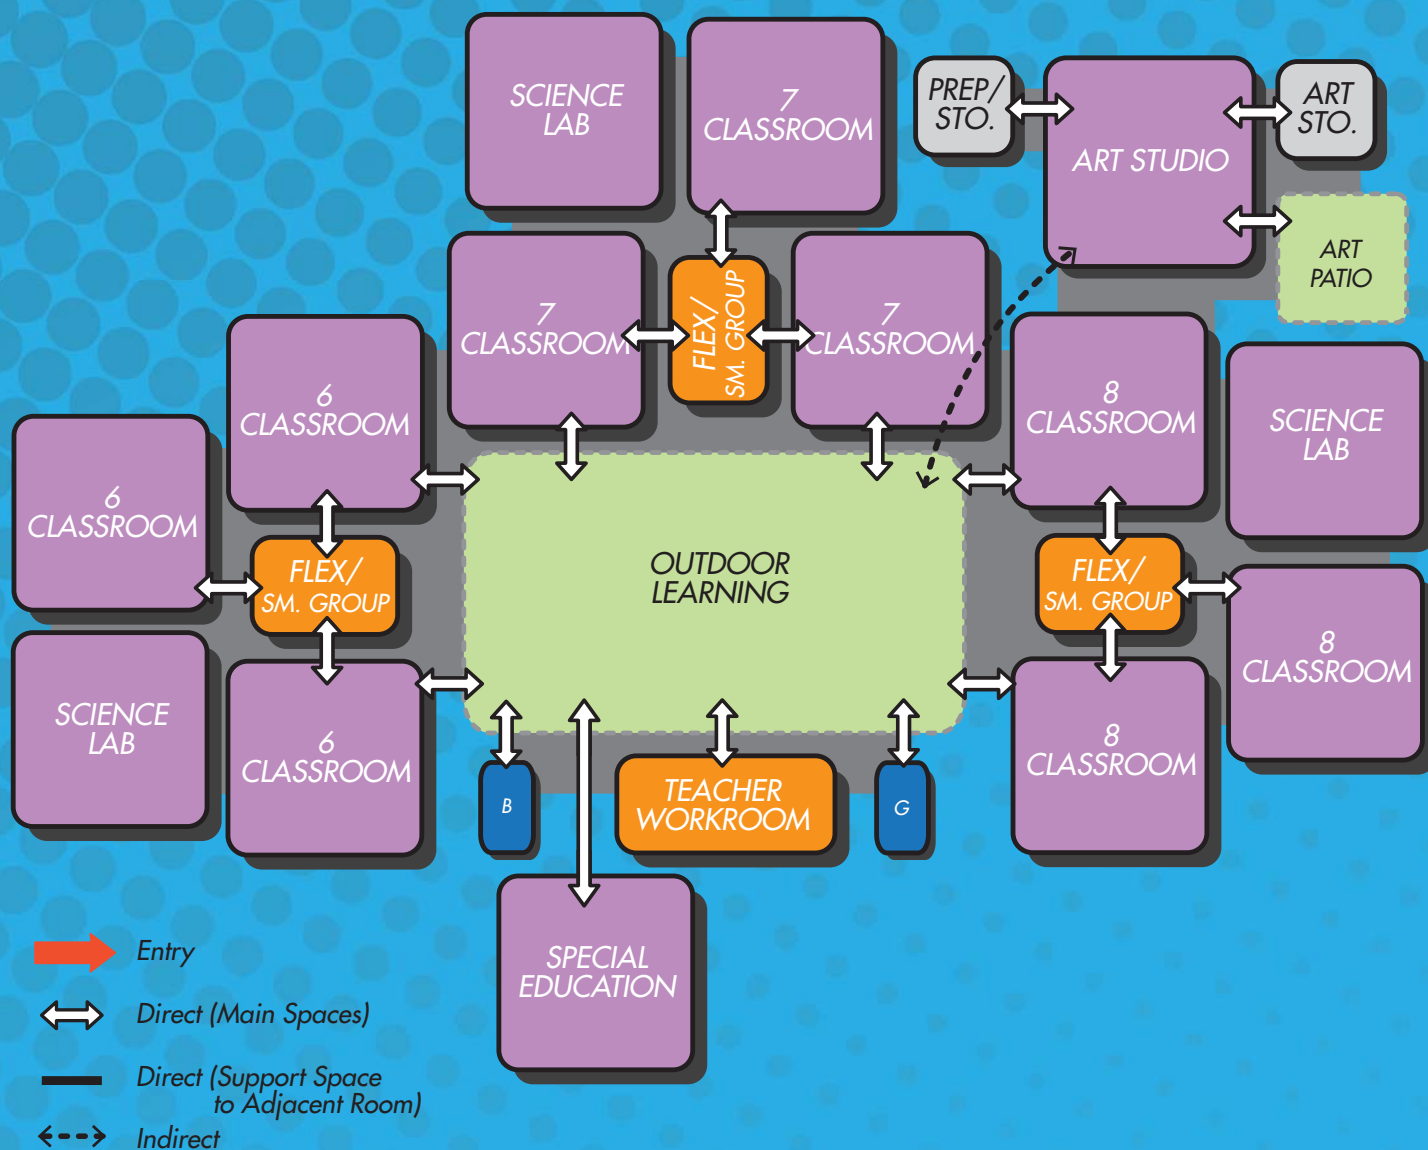 SCIENCE
LAB
7
CLASSROOM
PREP/
STO.
ART STUDIO
ART
STO.
ART
PATIO
7
CLASSROOM
FLEX/
SM. GROUP
7
CLASSROOM
6
CLASSROOM
8
CLASSROOM
SCIENCE
LAB
6
CLASSROOM
FLEX/
SM. GROUP
OUTDOOR
LEARNING
FLEX/
SM. GROUP
8
CLASSROOM
SCIENCE
LAB
6
CLASSROOM
8
CLASSROOM
B
TEACHER
WORKROOM
G
SPECIAL
EDUCATION
Entry
Direct (Main Spaces)
Direct (Support Space
to Adjacent Room)
Indirect